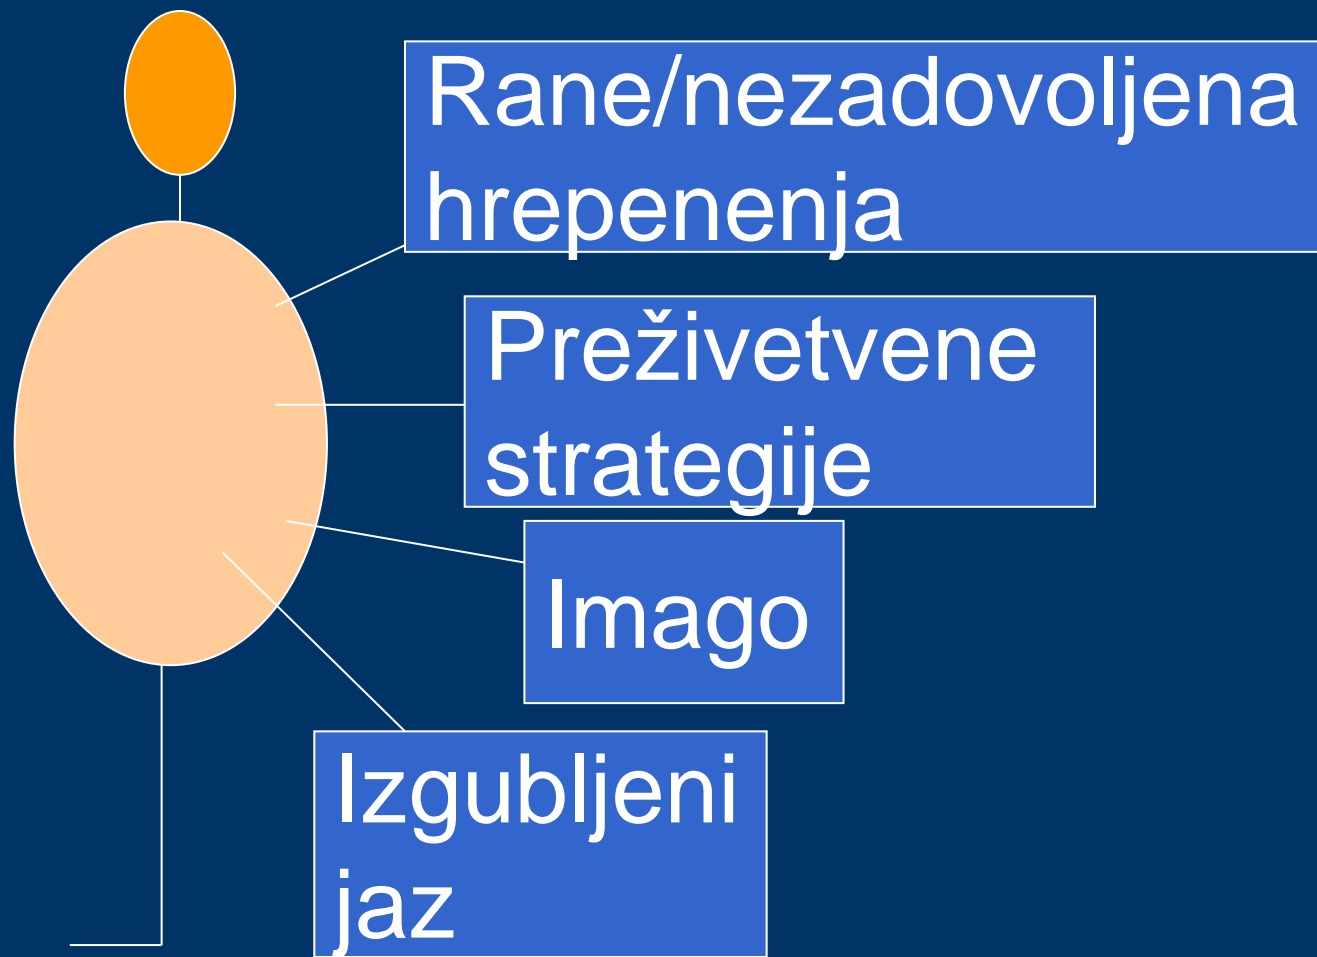 Rane/nezadovoljena
hrepenenja
Preživetvene
strategije
Imago
Izgubljeni
jaz